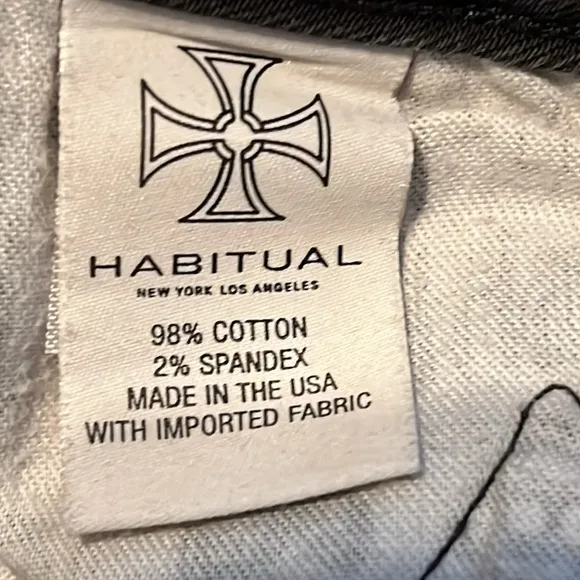 HABITUAL
NEW YORK LOS ANGELES
98% COTTON
2% SPANDEX
MADE IN THE USA
WITH IMPORTED FABRIC